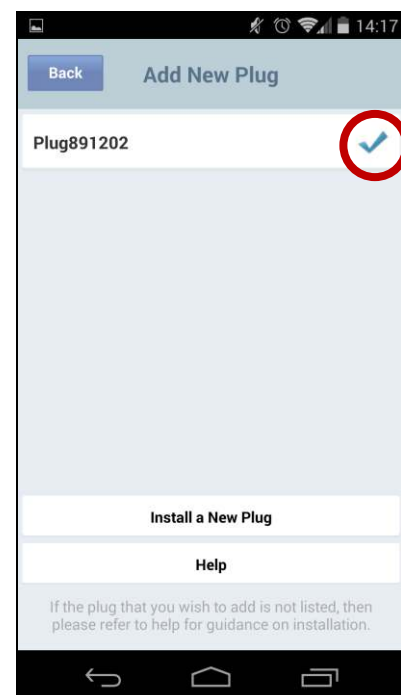 14:17
Back
Add New Plug
Plug891202
Install a New Plug
Help
If the plug that you wish to add is not listed, then
please refer to help for guidance on installation.